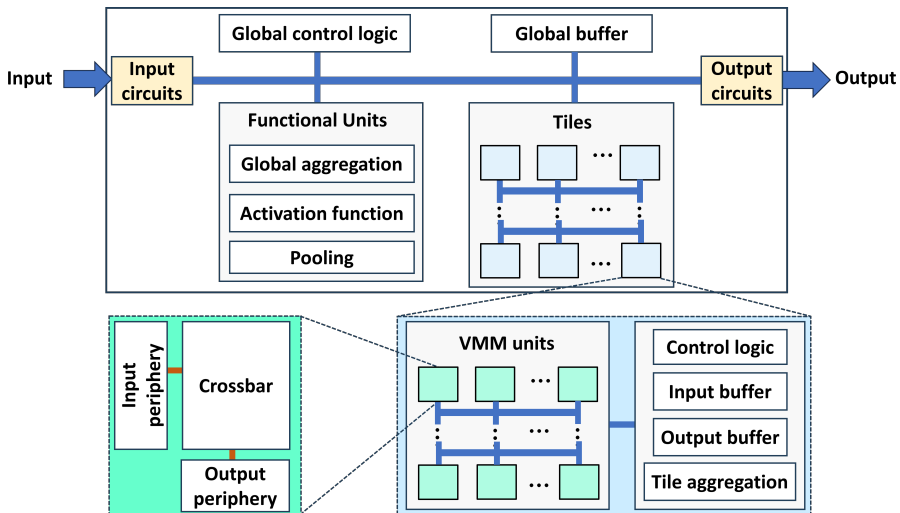 Global control logic
Global buffer
Input
Input
circuits
Output
circuits
Output
Functional Units
Global aggregation
Activation function
Pooling
Tiles
...
...
...
...
...
...
Input
periphery
Crossbar
Output
periphery
VMM units
...
...
...
...
...
...
Control logic
Input buffer
Output buffer
Tile aggregation